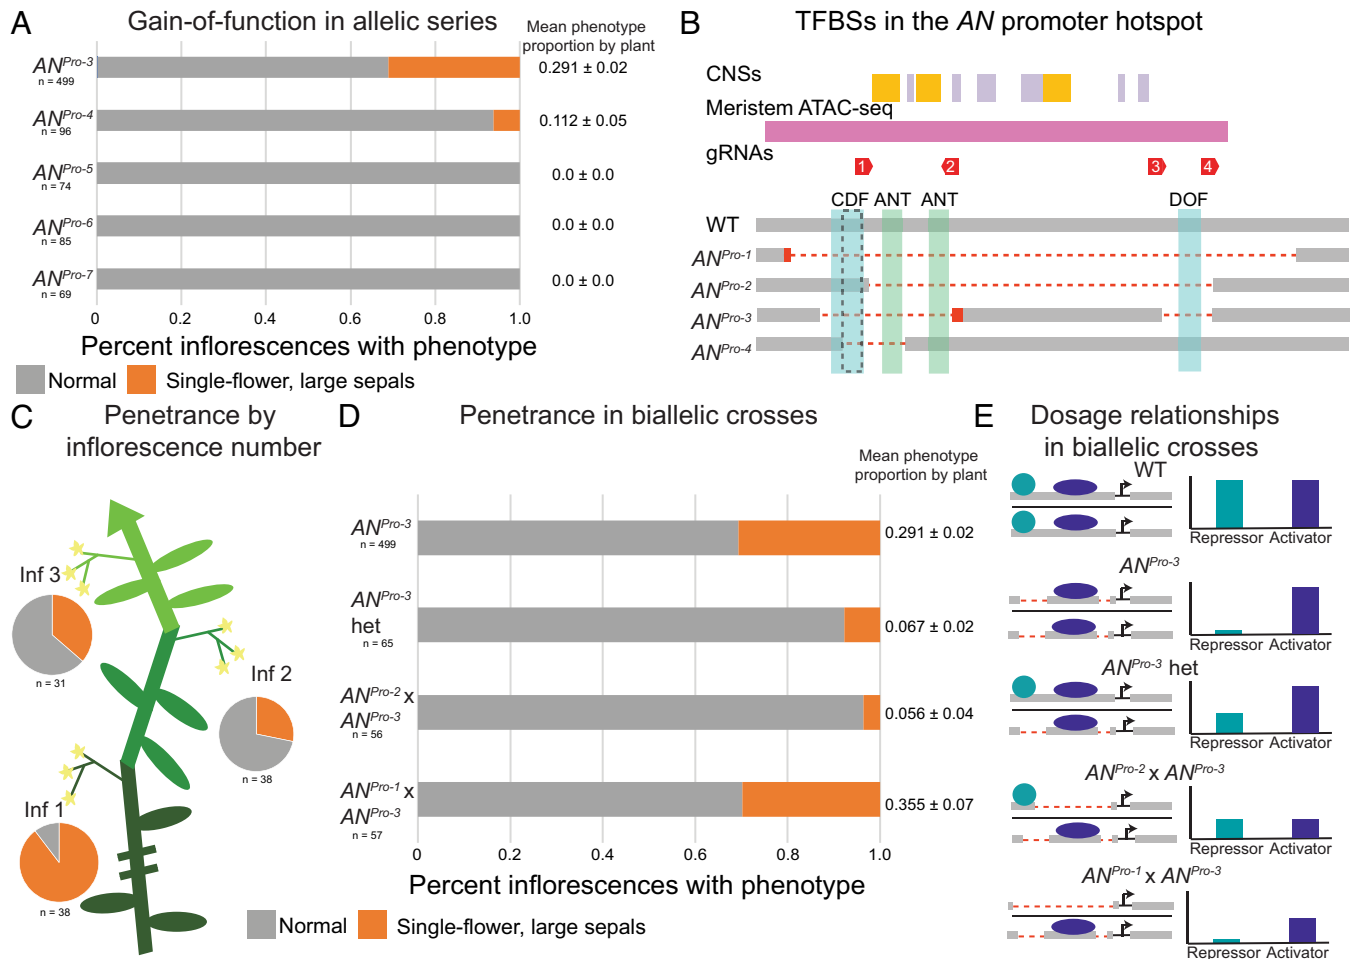 A
Gain-of-function in allelic series
Mean phenotype
proportion by plant
AN^Pro-3
n = 499
0.291 ± 0.02
AN^Pro-4
n = 96
0.112 ± 0.05
AN^Pro-5
n = 74
0.0 ± 0.0
AN^Pro-6
n = 85
0.0 ± 0.0
AN^Pro-7
n = 69
0.0 ± 0.0
0 0.2 0.4 0.6 0.8 1.0
Percent inflorescences with phenotype
Normal Single-flower, large sepals
B
TFBSs in the AN promoter hotspot
CNSs
Meristem ATAC-seq
gRNAs
1 2 3 4
CDF ANT ANT DOF
WT
AN^Pro-1
AN^Pro-2
AN^Pro-3
AN^Pro-4
C
Penetrance by
inflorescence number
Inf 3
n = 31
Inf 2
n = 38
Inf 1
n = 38
D
Penetrance in biallelic crosses
Mean phenotype
proportion by plant
AN^Pro-3
n = 499
0.291 ± 0.02
AN^Pro-3
het
n = 65
0.067 ± 0.02
AN^Pro-2 x
AN^Pro-3
n = 56
0.056 ± 0.04
AN^Pro-1 x
AN^Pro-3
n = 57
0.355 ± 0.07
0 0.2 0.4 0.6 0.8 1.0
Percent inflorescences with phenotype
Normal Single-flower, large sepals
E
Dosage relationships
in biallelic crosses
WT
Repressor Activator
AN^Pro-3
Repressor Activator
AN^Pro-3 het
Repressor Activator
AN^Pro-2 x AN^Pro-3
Repressor Activator
AN^Pro-1 x AN^Pro-3
Repressor Activator